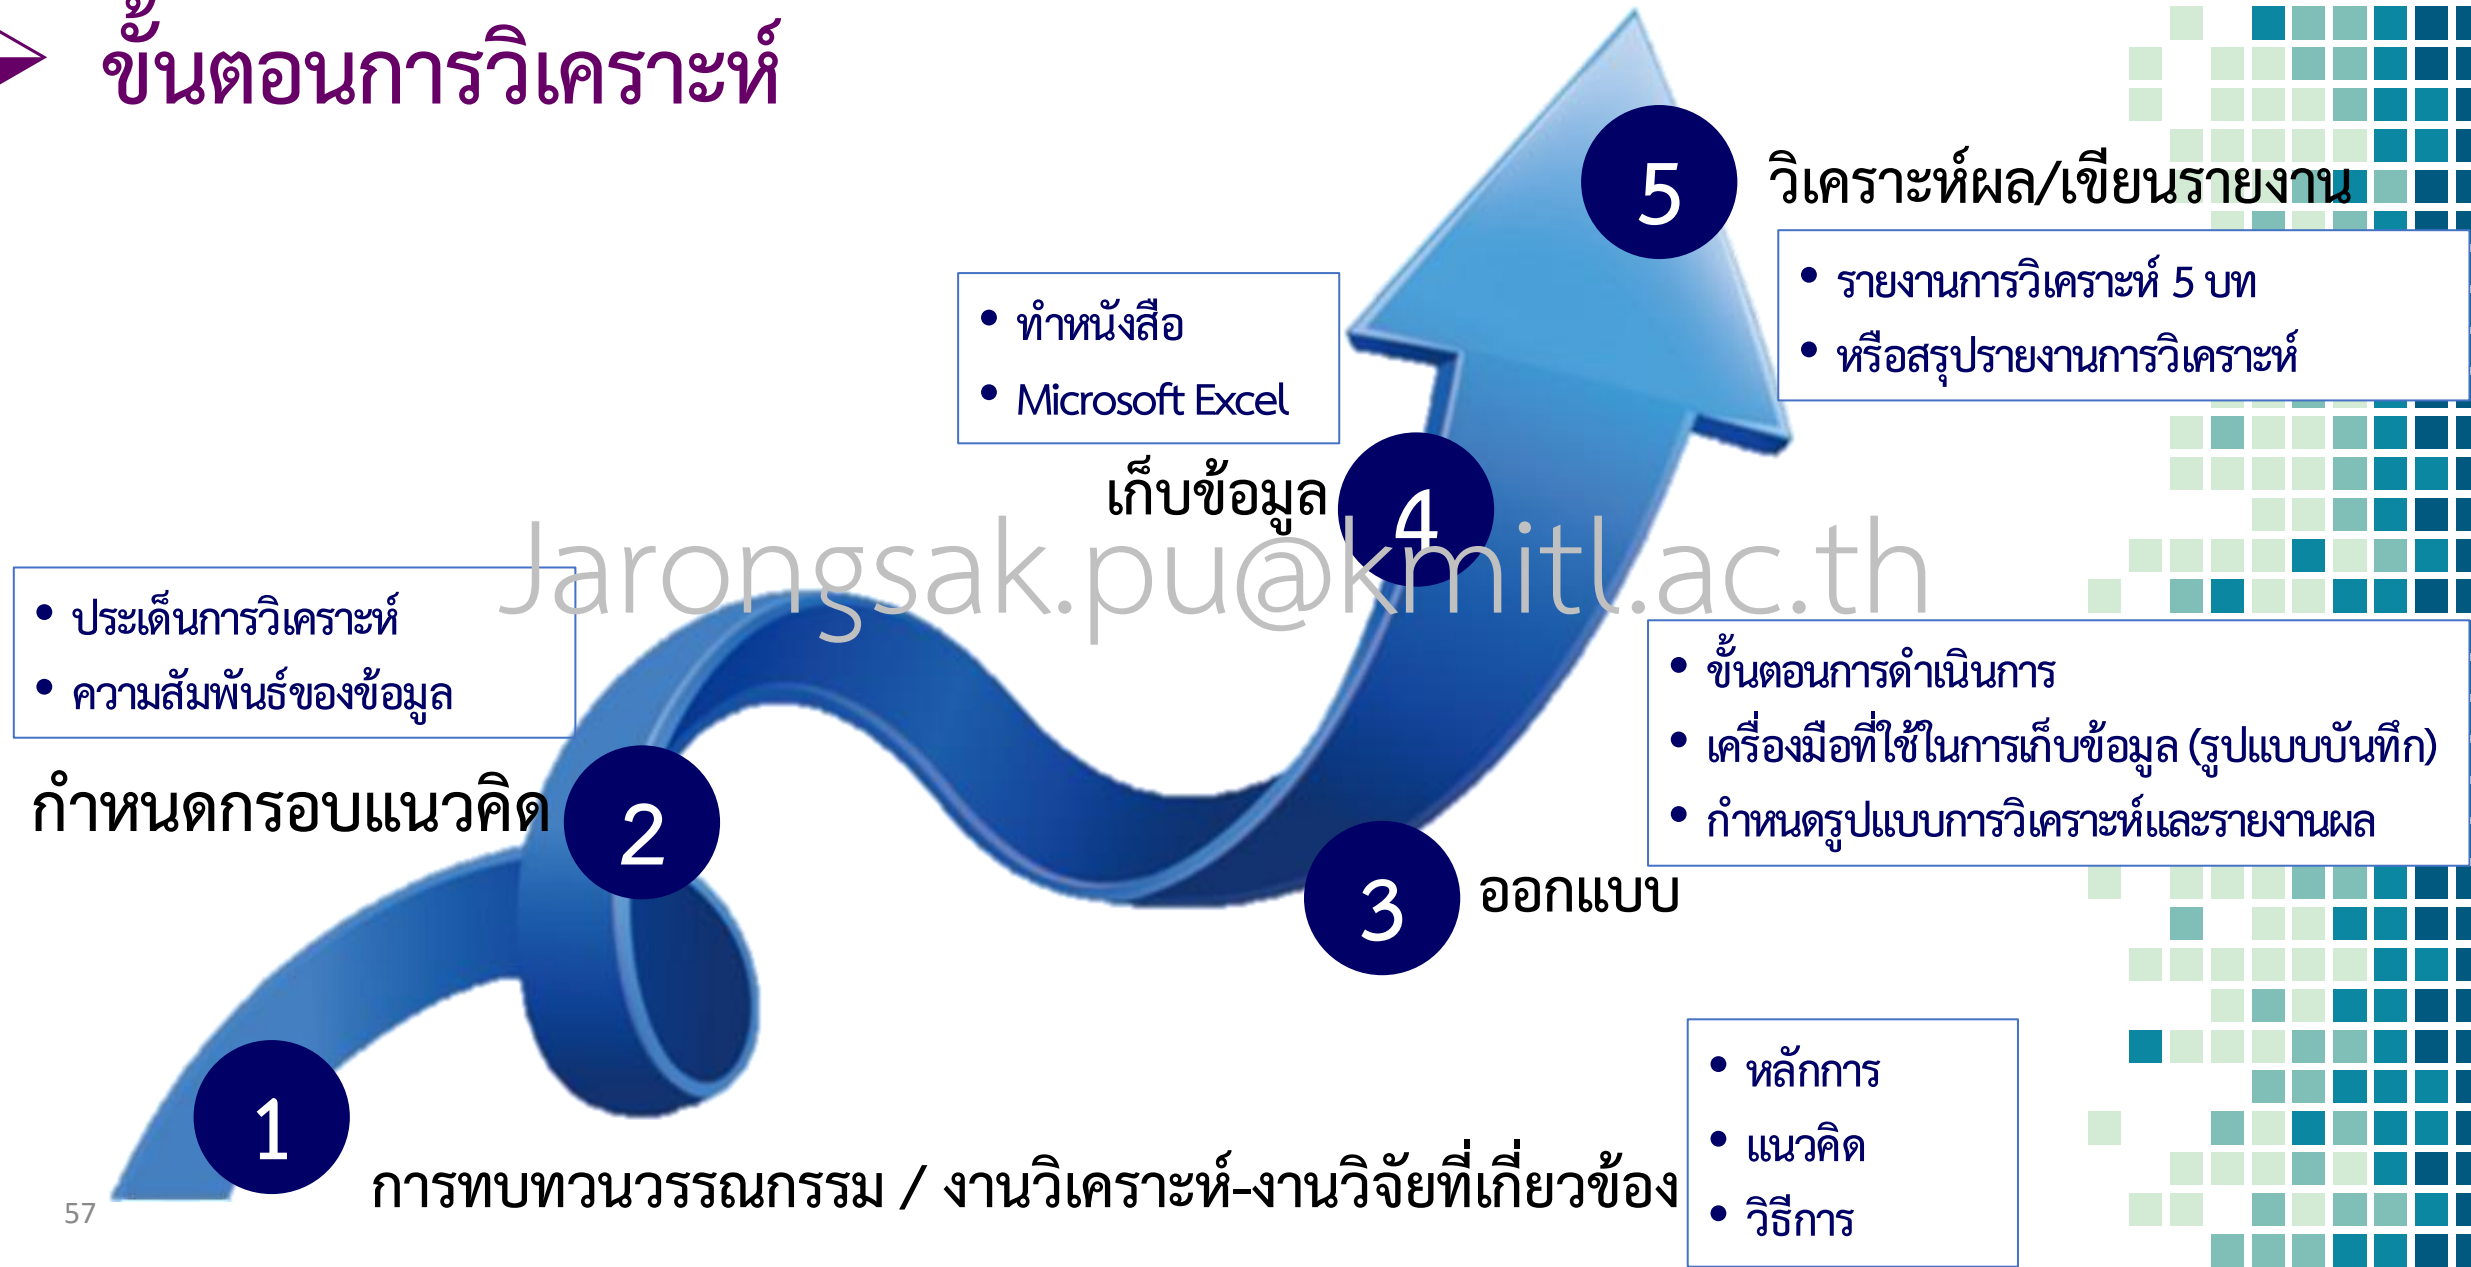 ขั้นตอนการวิเคราะห์
5
วิเคราะห์ผล/เขียนรายงาน
• รายงานการวิเคราะห์ 5 บท
• หรือสรุปรายงานการวิเคราะห์
• ทำหนังสือ
• Microsoft Excel
เก็บข้อมูล
4
Jarongsak.pu@kmitl.ac.th
• ประเด็นการวิเคราะห์
• ความสัมพันธ์ของข้อมูล
กำหนดกรอบแนวคิด
2
• ขั้นตอนการดำเนินการ
• เครื่องมือที่ใช้ในการเก็บข้อมูล (รูปแบบบันทึก)
• กำหนดรูปแบบการวิเคราะห์และรายงานผล
3
ออกแบบ
1
การทบทวนวรรณกรรม / งานวิเคราะห์-งานวิจัยที่เกี่ยวข้อง
• หลักการ
• แนวคิด
• วิธีการ
57